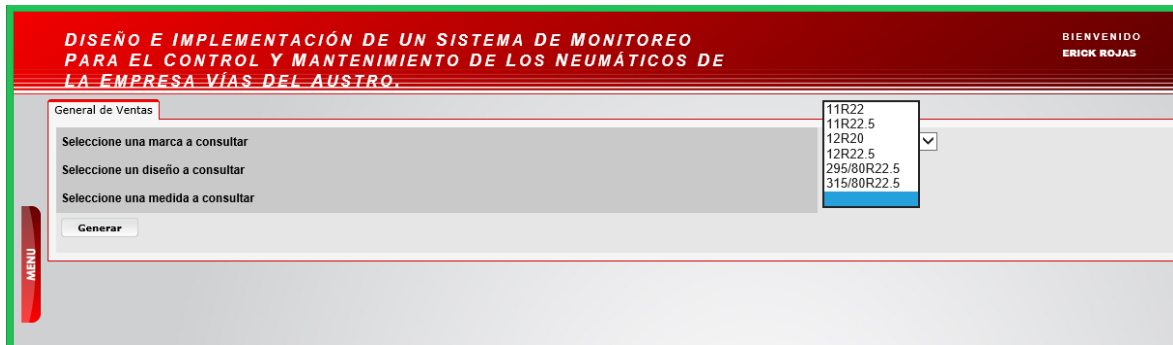 DISEÑO E IMPLEMENTACIÓN DE UN SISTEMA DE MONITOREO
PARA EL CONTROL Y MANTENIMIENTO DE LOS NEUMÁTICOS DE
LA EMPRESA VÍAS DEL AUSTRO.
BIENVENIDO
ERICK ROJAS
General de Ventas
Seleccione una marca a consultar
Seleccione un diseño a consultar
Seleccione una medida a consultar
11R22
11R22.5
12R20
12R22.5
295/80R22.5
315/80R22.5
Generar
MENU